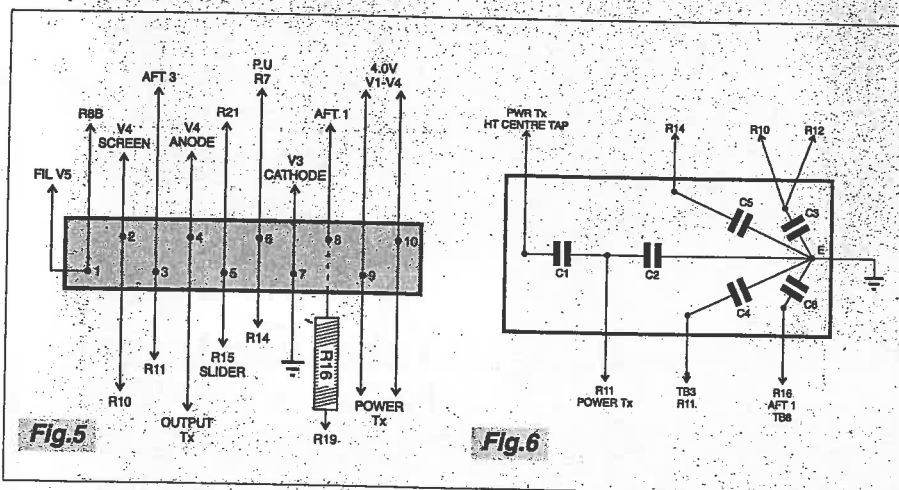 P.U
R7
4.0V
V1-V4
AFT 3
R8B
V4
SCREEN
V4
ANODE
R21
AFT 1
V3
CATHODE
FIL V5
1
2
3
4
5
6
7
8
9
10
R16
R10
R11
OUTPUT
Tx
R15
SLIDER
R14
R19
POWER
Tx
Fig.5
PWR Tx
HT CENTRE TAP
R14
R10
R12
C5
C3
C1
C2
E
C4
C6
R11
POWER Tx
TB3
R11.
R16
AFT 1
TB8
Fig.6